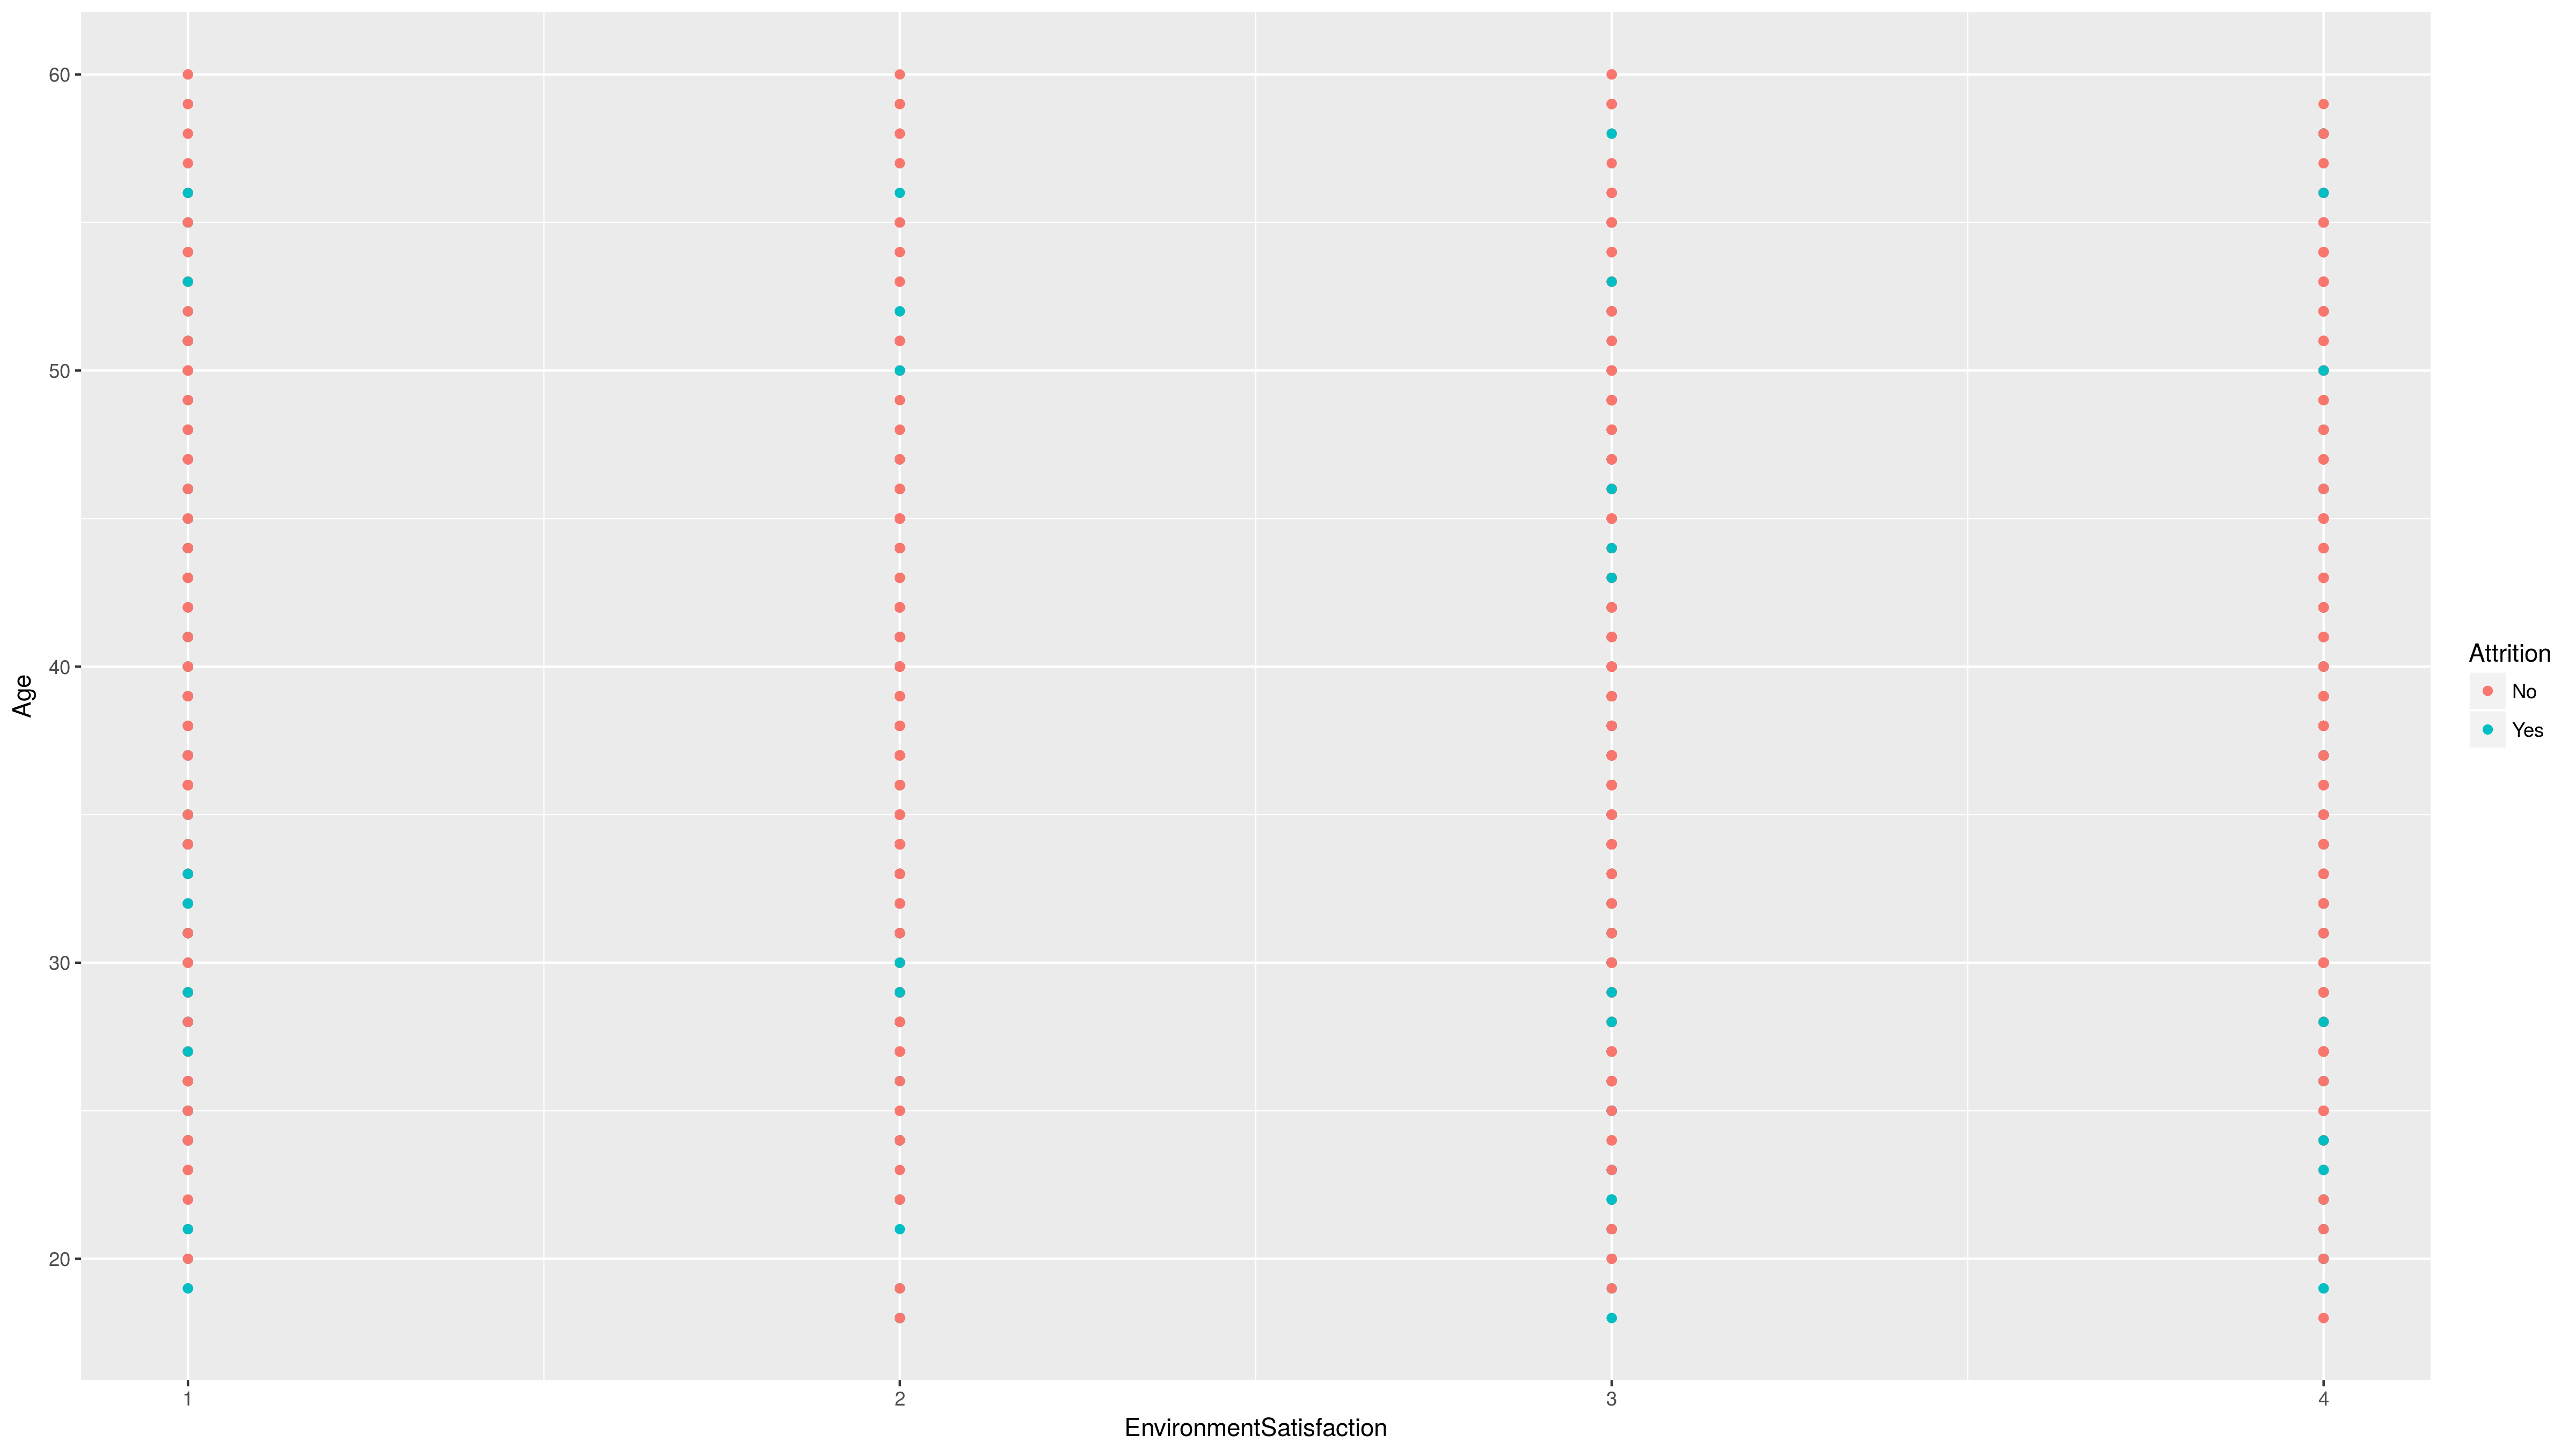 60
50
40
30
20
Age
1 2 3 4
EnvironmentSatisfaction
Attrition
No
Yes